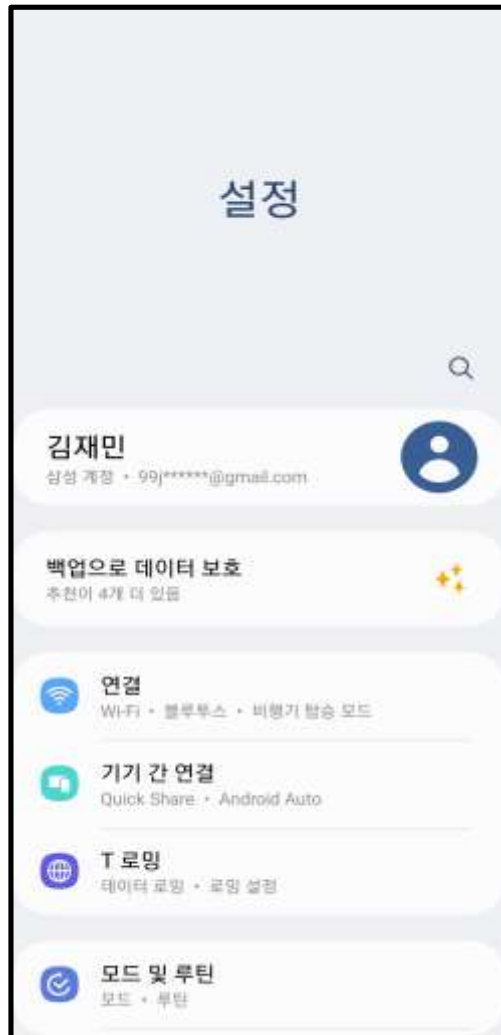 설정
김재민
삼성 계정 • 99j******@gmail.com
백업으로 데이터 보호
추천이 4개 더 있음
연결
Wi-Fi • 블루투스 • 비행기 탑승 모드
기기 간 연결
Quick Share • Android Auto
T 로밍
데이터 로밍 • 로밍 설정
모드 및 루틴
모드 • 루틴